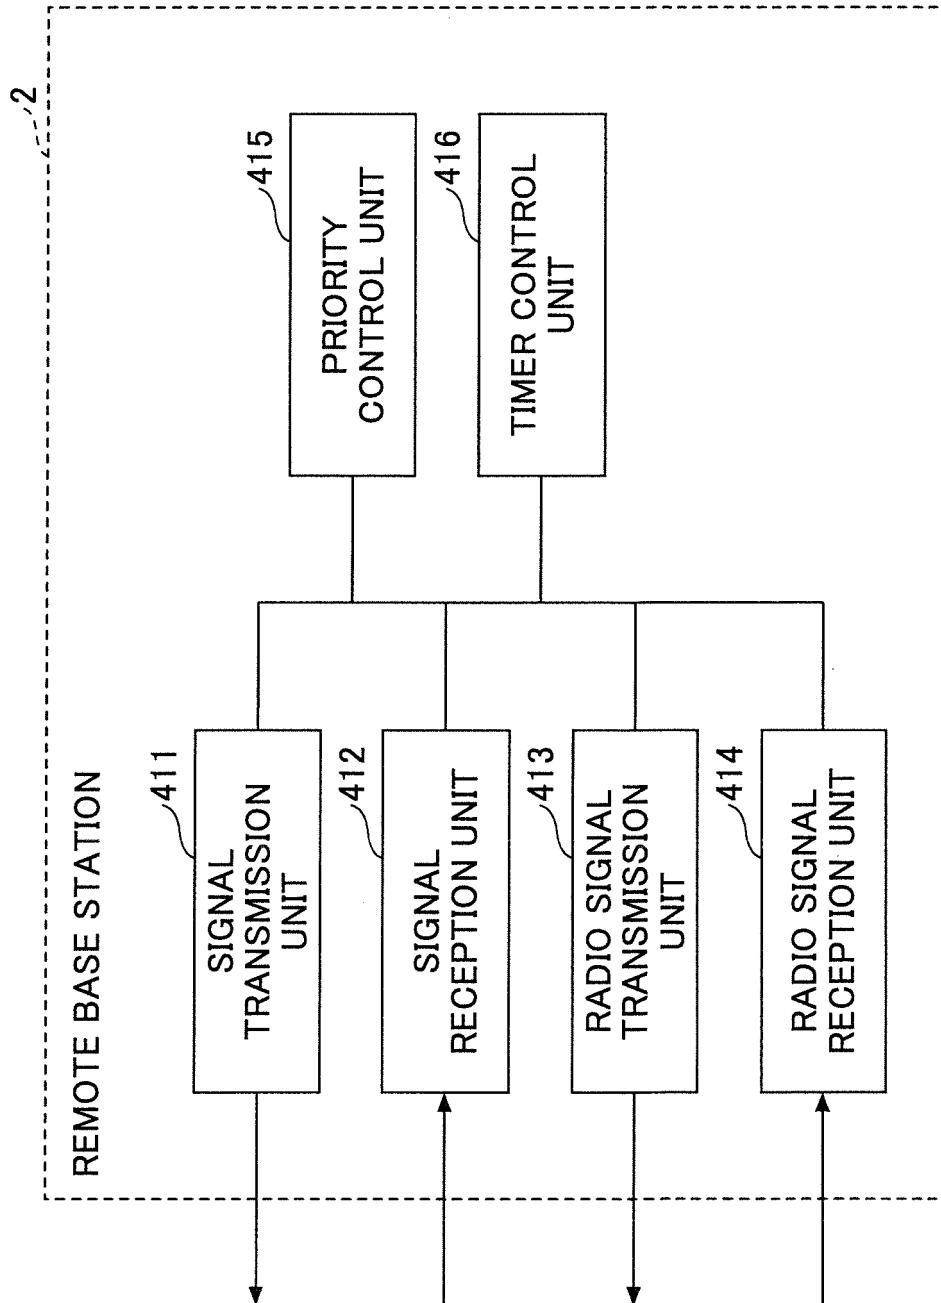 2
REMOTE BASE STATION
411
SIGNAL
TRANSMISSION
UNIT
412
SIGNAL
RECEPTION UNIT
413
RADIO SIGNAL
TRANSMISSION
UNIT
414
RADIO SIGNAL
RECEPTION UNIT
415
PRIORITY
CONTROL UNIT
416
TIMER CONTROL
UNIT